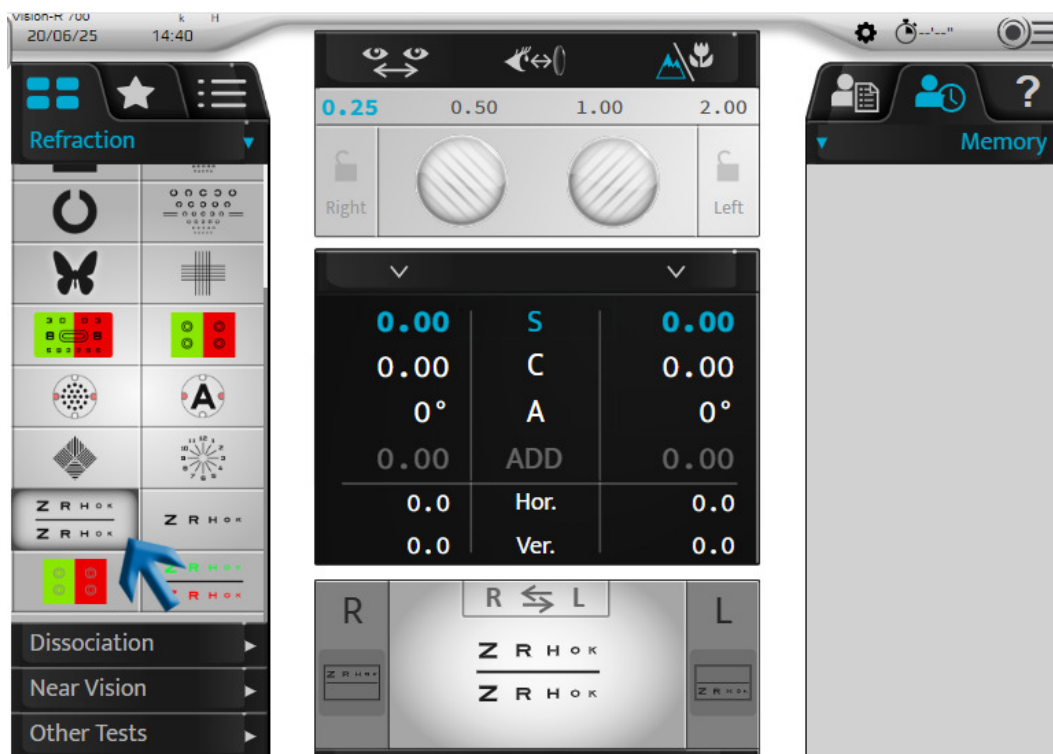 Vision-R 700
k H
20/06/25 14:40
--'--"
Refraction
0.25 0.50 1.00 2.00
Right
Left
?
Memory
0.00 S 0.00
0.00 C 0.00
0° A 0°
0.00 ADD 0.00
0.0 Hor. 0.0
0.0 Ver. 0.0
A
Z R H O K
Z R H O K
Z R H O K
Z R H O K
Z R H O K
Dissociation
Near Vision
Other Tests
R
R L
L
Z R H O K
Z R H O K
Z R H O K
Z R H O K